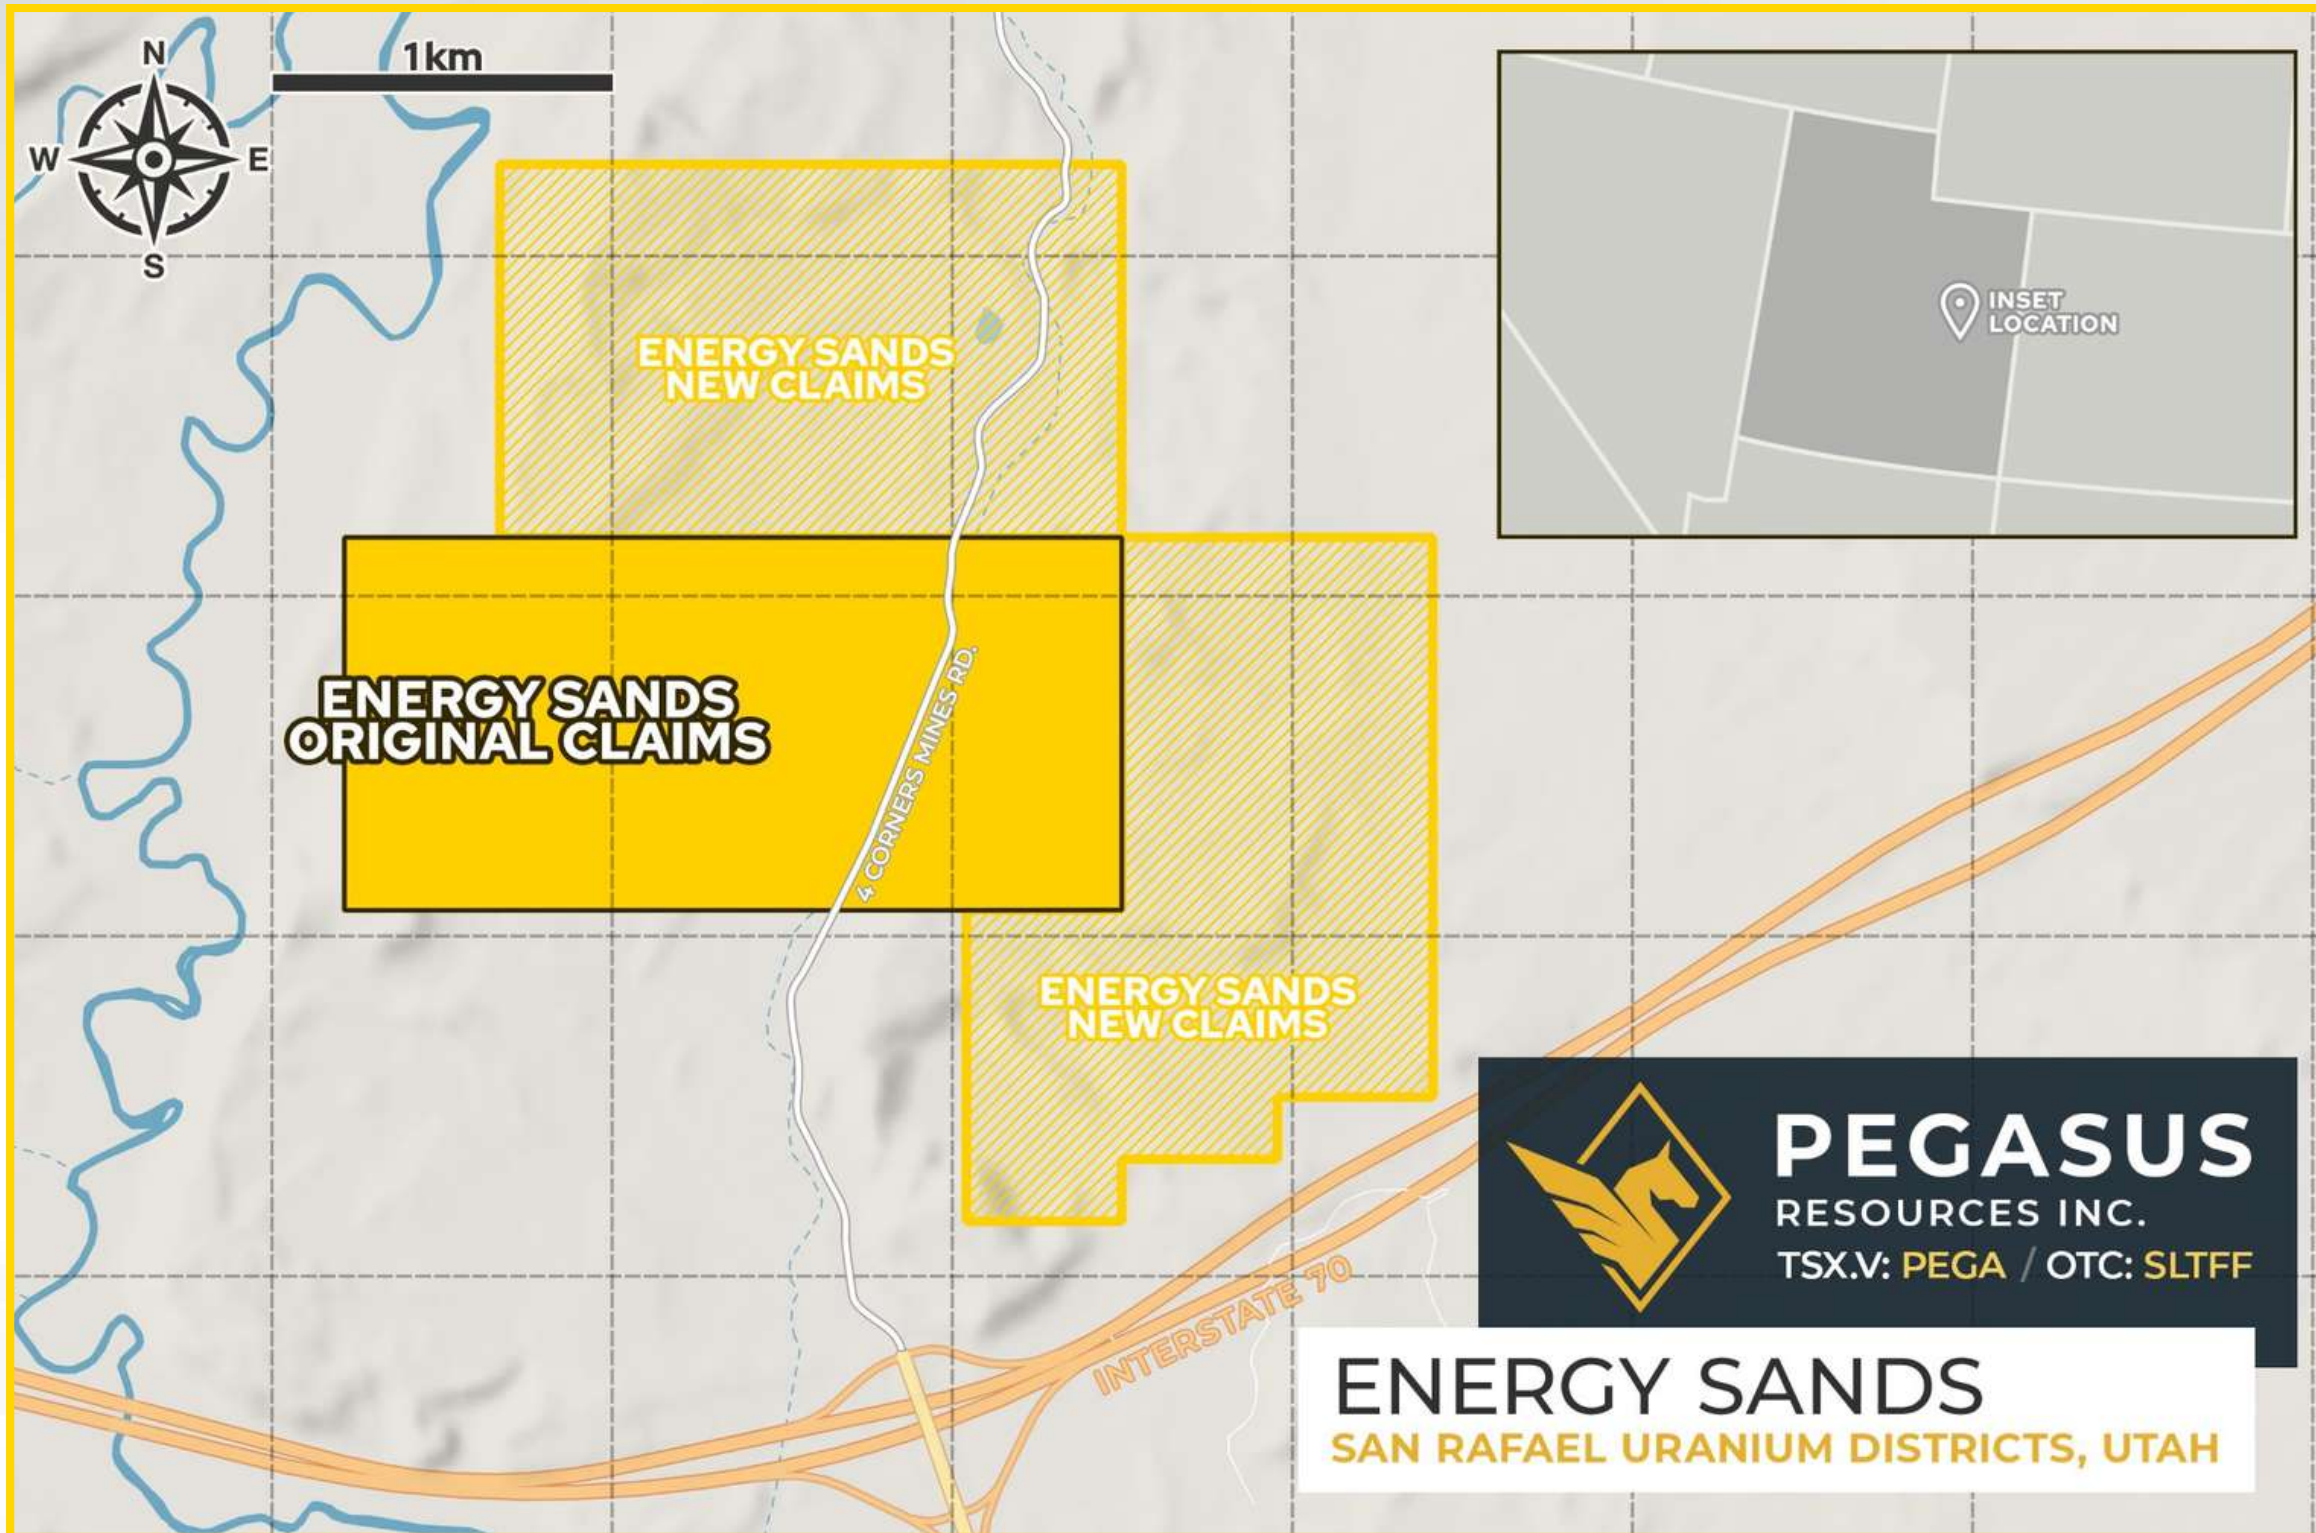 N
1km
W
E
S
INSET
LOCATION
ENERGY SANDS
NEW CLAIMS
ENERGY SANDS
ORIGINAL CLAIMS
4 CORNERS MINES RD.
ENERGY SANDS
NEW CLAIMS
INTERSTATE 70
PEGASUS
RESOURCES INC.
TSX.V: PEGA / OTC: SLTFF
ENERGY SANDS
SAN RAFAEL URANIUM DISTRICTS, UTAH